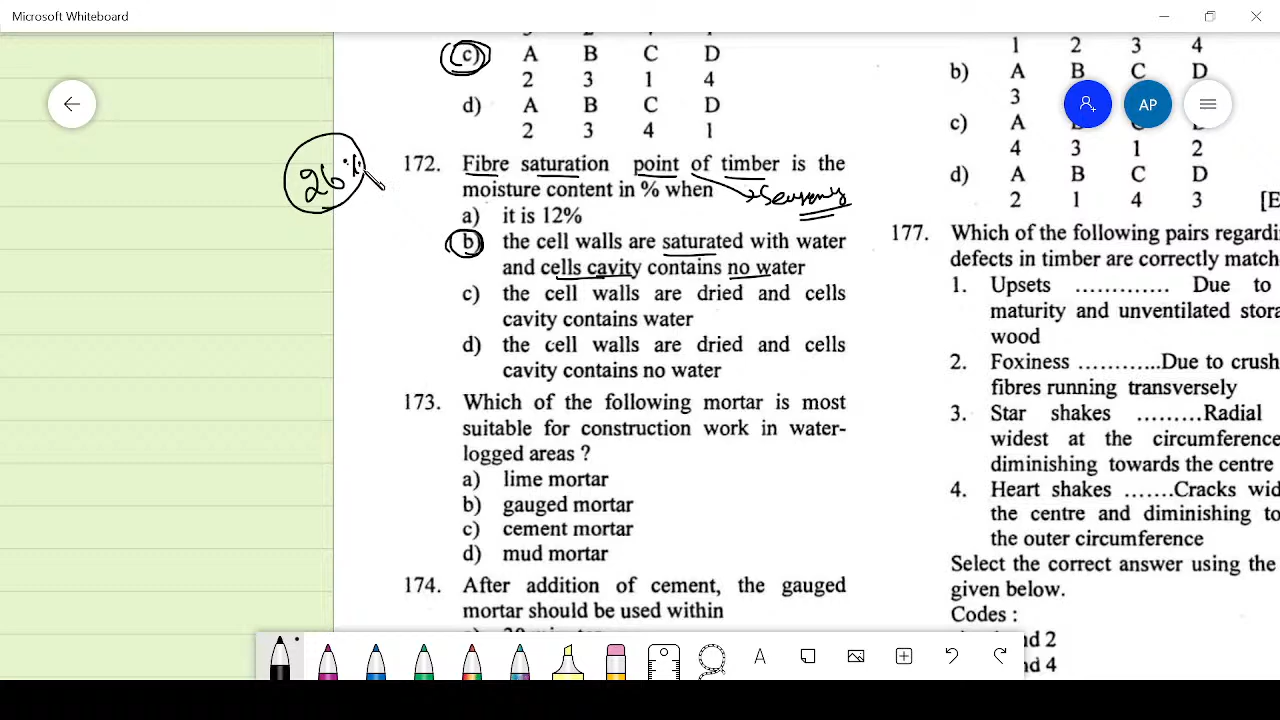 Microsoft Whiteboard
c) A B C D
2 3 1 4
d) A B C D
2 3 4 1
26%
172. Fibre saturation point of timber is the
moisture content in % when
a) it is 12%
b) the cell walls are saturated with water
and cells cavity contains no water
c) the cell walls are dried and cells
cavity contains water
d) the cell walls are dried and cells
cavity contains no water
173. Which of the following mortar is most
suitable for construction work in water-
logged areas ?
a) lime mortar
b) gauged mortar
c) cement mortar
d) mud mortar
174. After addition of cement, the gauged
mortar should be used within
1 2 3 4
b) A B C D
3
AP
c) A
4 3 1 2
d) A B C D
2 1 4 3 [E
177. Which of the following pairs regardi
defects in timber are correctly match
1. Upsets ............. Due to
maturity and unventilated stora
wood
2. Foxiness ............Due to crush
fibres running transversely
3. Star shakes .........Radial
widest at the circumference
diminishing towards the centre
4. Heart shakes .......Cracks wid
the centre and diminishing to
the outer circumference
Select the correct answer using the
given below.
Codes :
nd 2
nd 4
A